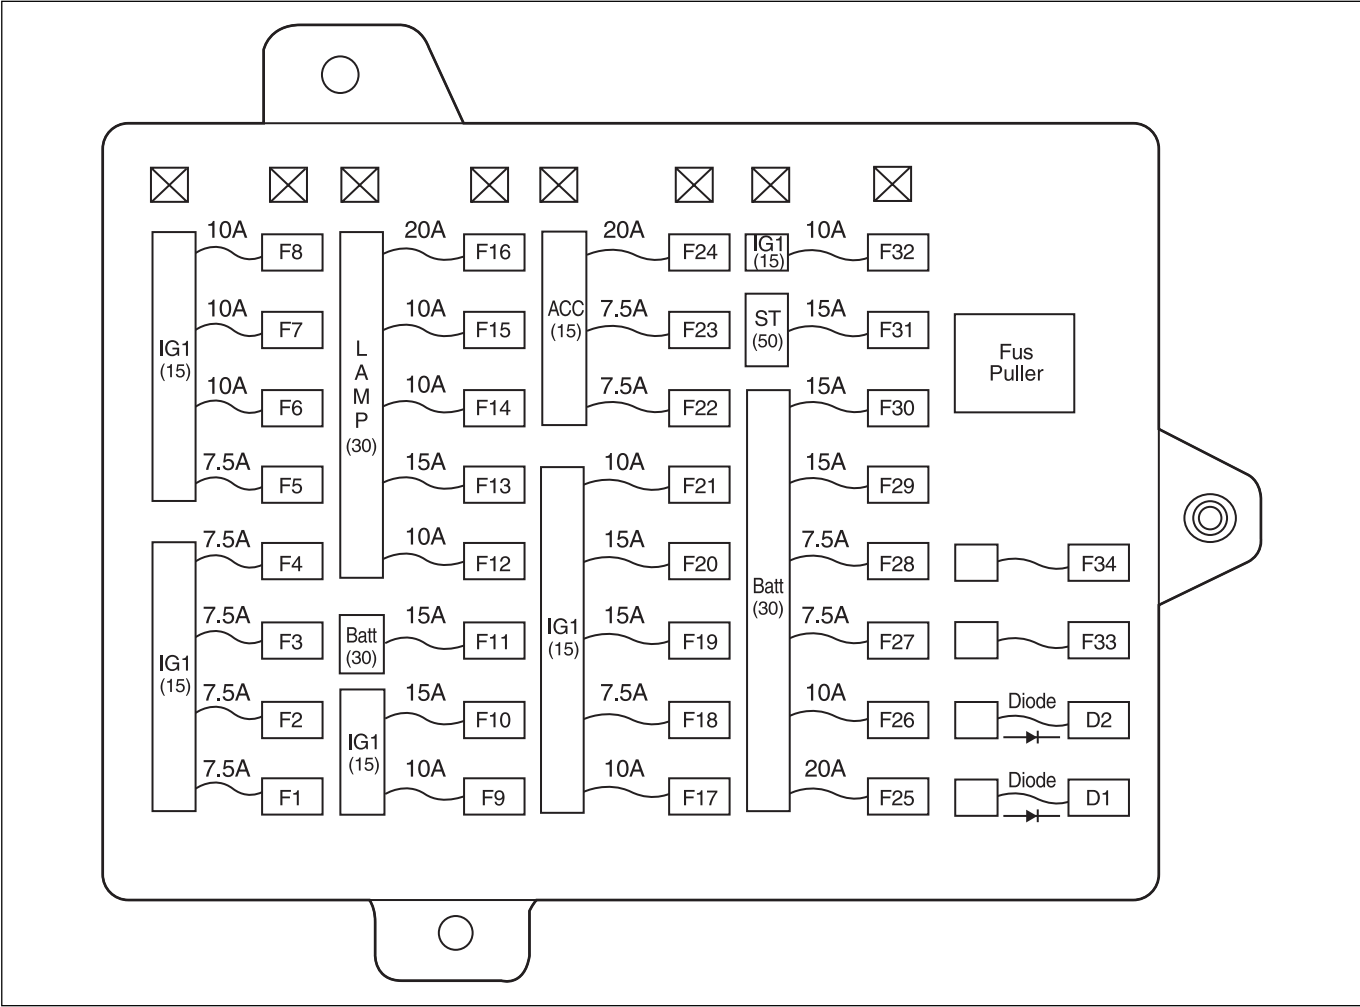 10A
F8
20A
F16
20A
F24
IG1
(15)
10A
F32
10A
F7
10A
F15
ACC
(15)
7.5A
F23
ST
(50)
15A
F31
Fus
Puller
IG1
(15)
10A
F6
L
A
M
P
(30)
10A
F14
7.5A
F22
15A
F30
7.5A
F5
15A
F13
10A
F21
15A
F29
7.5A
F4
10A
F12
15A
F20
7.5A
F28
F34
Batt
(30)
7.5A
F3
Batt
(30)
15A
F11
IG1
(15)
15A
F19
7.5A
F27
F33
IG1
(15)
7.5A
F2
15A
F10
7.5A
F18
10A
F26
Diode
D2
IG1
(15)
7.5A
F1
10A
F9
10A
F17
20A
F25
Diode
D1